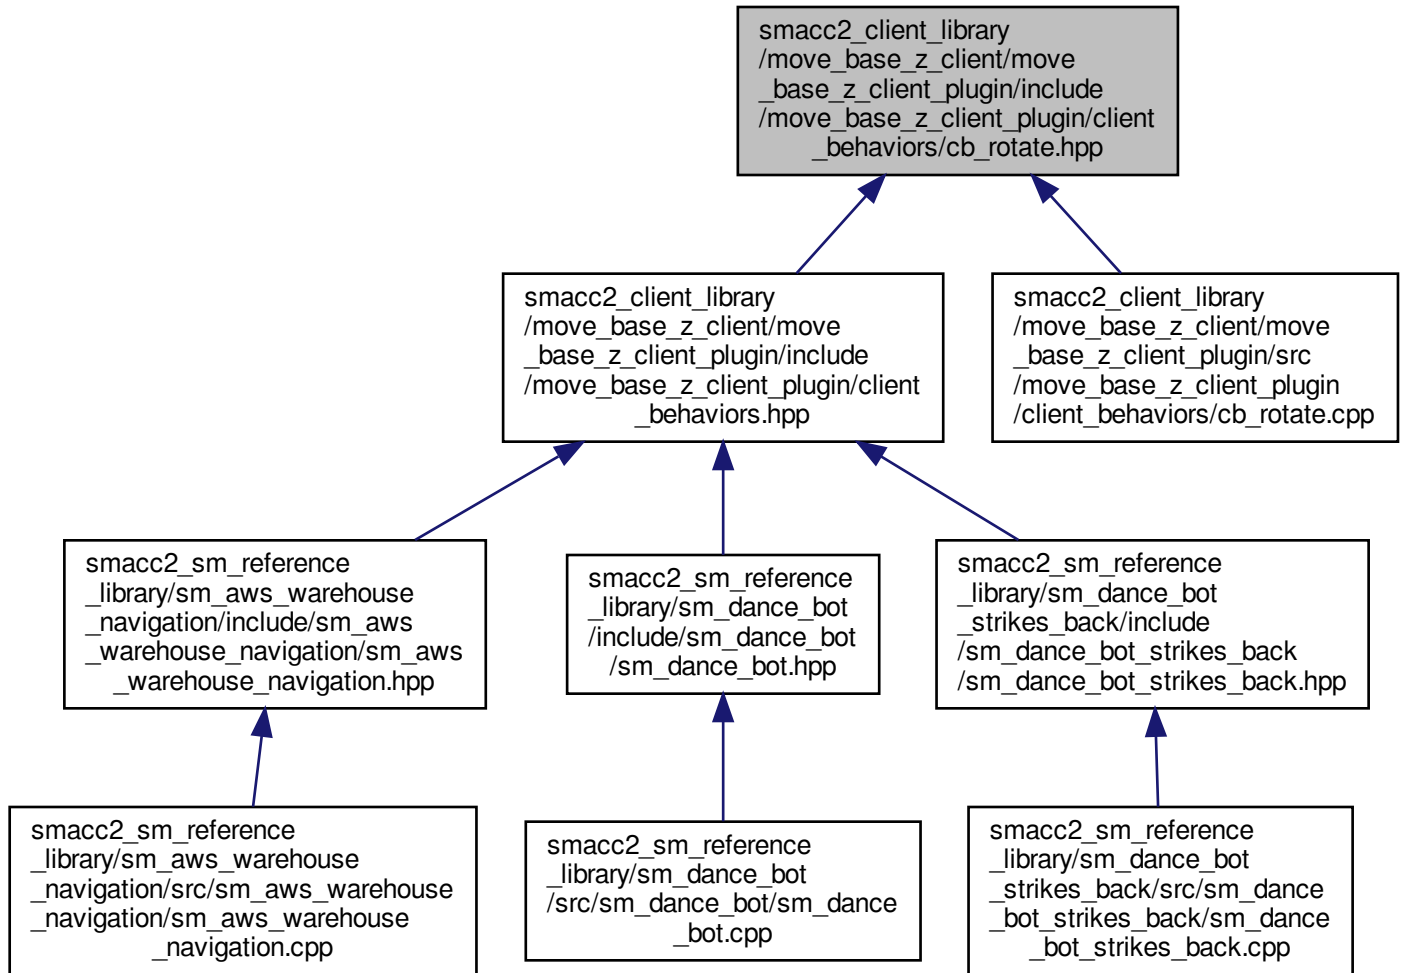 smacc2_client_library
/move_base_z_client/move
_base_z_client_plugin/include
/move_base_z_client_plugin/client
_behaviors/cb_rotate.hpp
smacc2_client_library
/move_base_z_client/move
_base_z_client_plugin/include
/move_base_z_client_plugin/client
_behaviors.hpp
smacc2_client_library
/move_base_z_client/move
_base_z_client_plugin/src
/move_base_z_client_plugin
/client_behaviors/cb_rotate.cpp
smacc2_sm_reference
_library/sm_aws_warehouse
_navigation/include/sm_aws
_warehouse_navigation/sm_aws
_warehouse_navigation.hpp
smacc2_sm_reference
_library/sm_dance_bot
/include/sm_dance_bot
/sm_dance_bot.hpp
smacc2_sm_reference
_library/sm_dance_bot
_strikes_back/include
/sm_dance_bot_strikes_back
/sm_dance_bot_strikes_back.hpp
smacc2_sm_reference
_library/sm_aws_warehouse
_navigation/src/sm_aws_warehouse
_navigation/sm_aws_warehouse
_navigation.cpp
smacc2_sm_reference
_library/sm_dance_bot
/src/sm_dance_bot/sm_dance
_bot.cpp
smacc2_sm_reference
_library/sm_dance_bot
_strikes_back/src/sm_dance
_bot_strikes_back/sm_dance
_bot_strikes_back.cpp